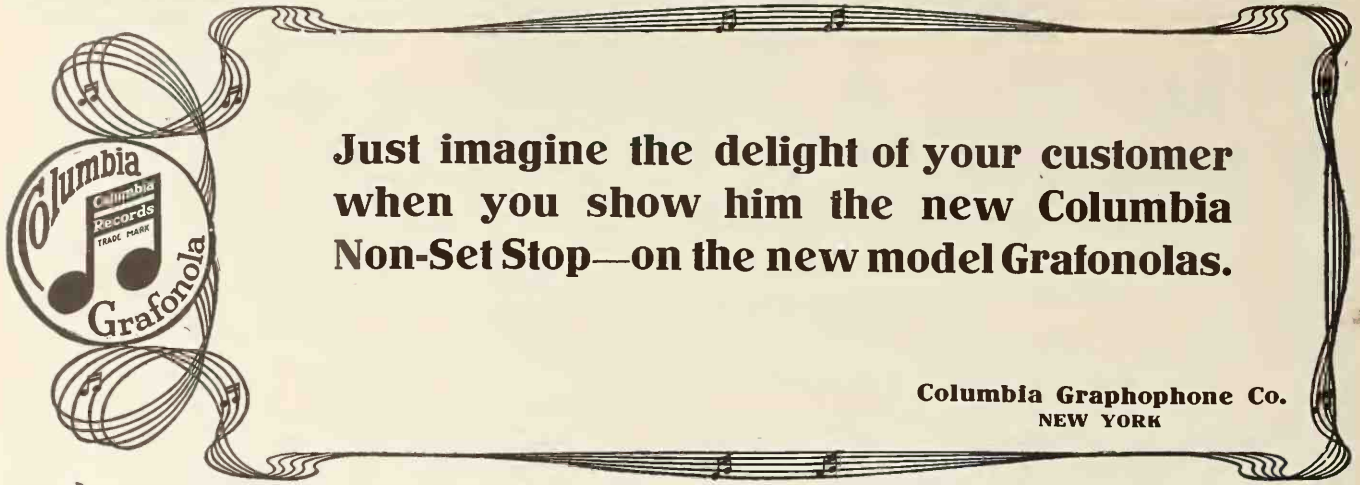 Columbia
Columbia
Records
TRADE MARK
Grafonola
Just imagine the delight of your customer
when you show him the new Columbia
Non-Set Stop—on the new model Grafonolas.
Columbia Graphophone Co.
NEW YORK